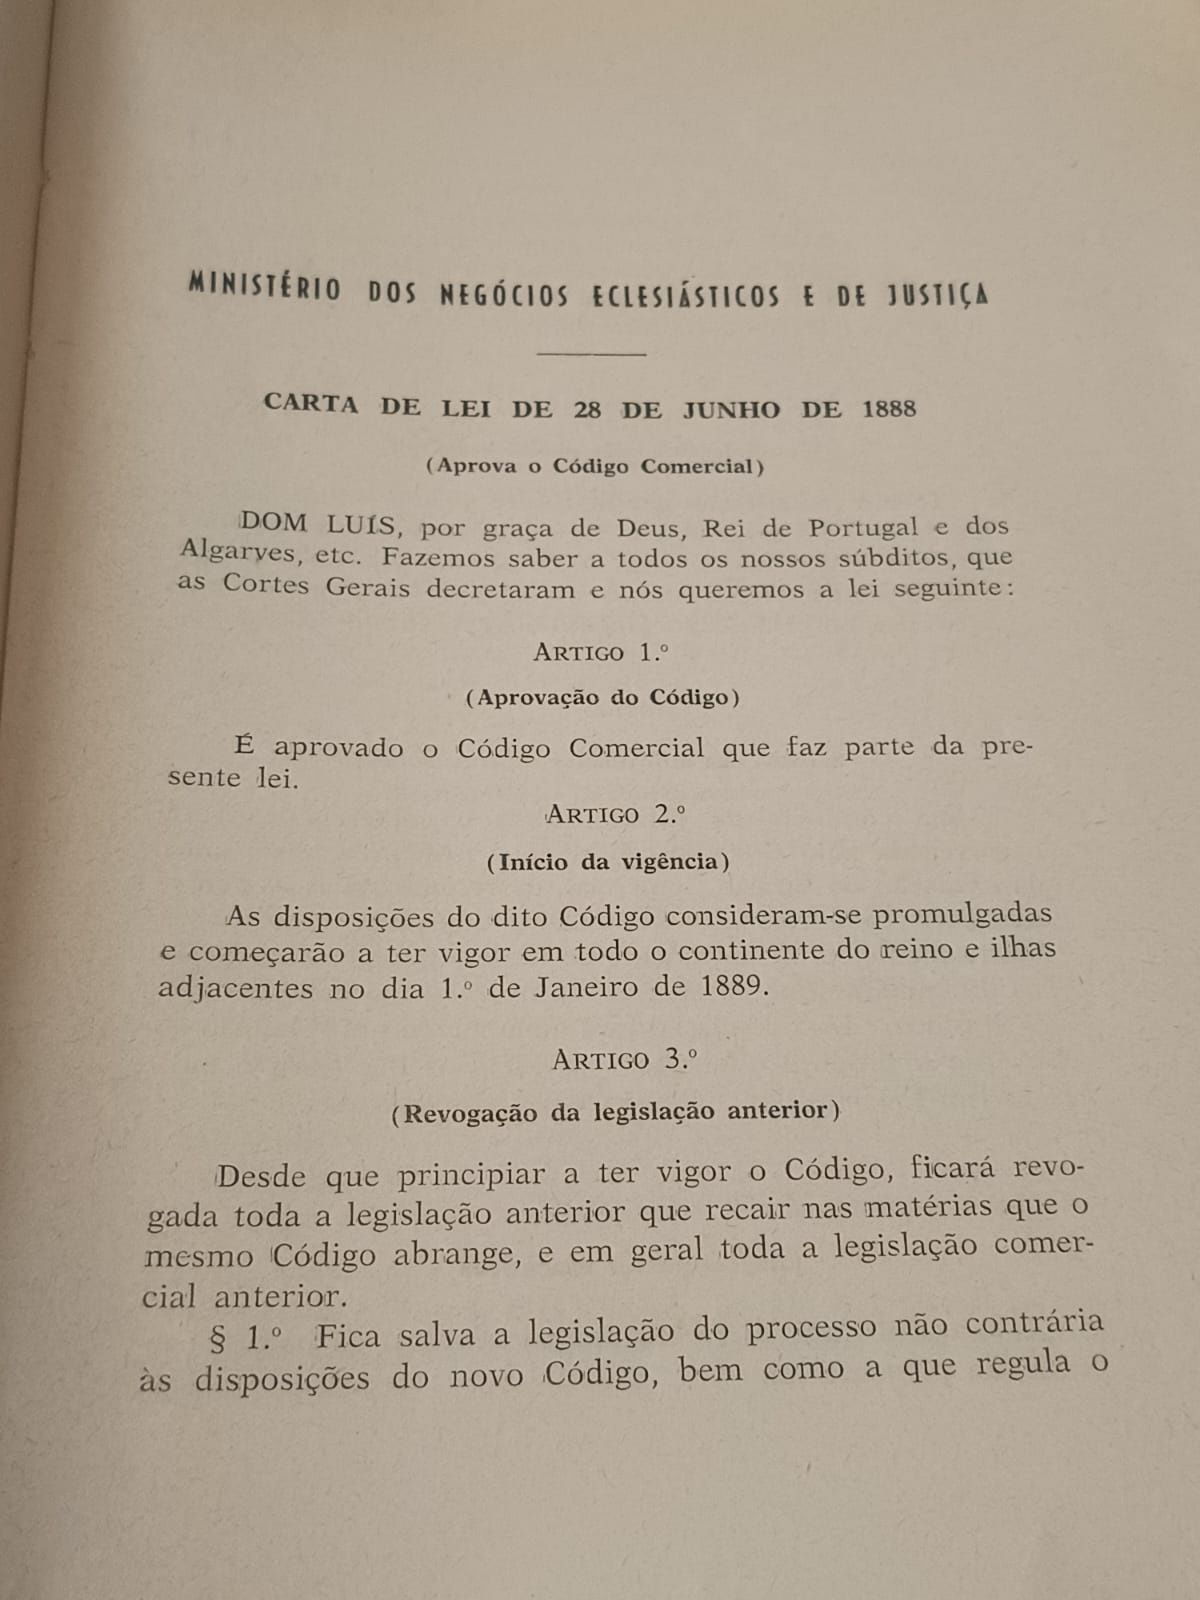 MINISTÉRIO DOS NEGÓCIOS ECLESIÁSTICOS E DE JUSTIÇA
CARTA DE LEI DE 28 DE JUNHO DE 1888
(Aprova o Código Comercial)
DOM LUÍS, por graça de Deus, Rei de Portugal e dos
Algarves, etc. Fazemos saber a todos os nossos súbditos, que
as Cortes Gerais decretaram e nós queremos a lei seguinte:
ARTIGO 1.º
(Aprovação do Código)
É aprovado o Código Comercial que faz parte da pre-
sente lei.
ARTIGO 2.º
(Início da vigência)
As disposições do dito Código consideram-se promulgadas
e começarão a ter vigor em todo o continente do reino e ilhas
adjacentes no dia 1.º de Janeiro de 1889.
ARTIGO 3.º
(Revogação da legislação anterior)
Desde que principiar a ter vigor o Código, ficará revo-
gada toda a legislação anterior que recair nas matérias que o
mesmo Código abrange, e em geral toda a legislação comer-
cial anterior.
§ 1.º Fica salva a legislação do processo não contrária
às disposições do novo Código, bem como a que regula o